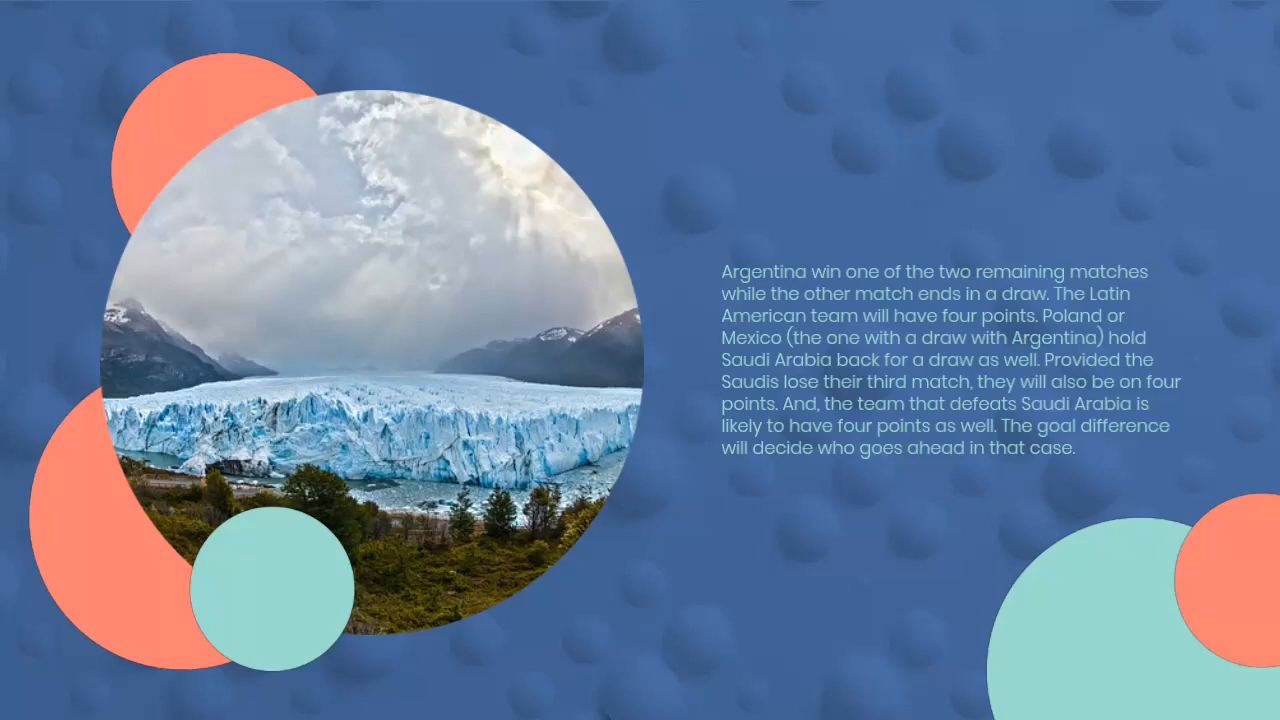 Argentina win one of the two remaining matches
while the other match ends in a draw. The Latin
American team will have four points. Poland or
Mexico (the one with a draw with Argentina) hold
Saudi Arabia back for a draw as well. Provided the
Saudis lose their third match, they will also be on four
points. And, the team that defeats Saudi Arabia is
likely to have four points as well. The goal difference
will decide who goes ahead in that case.